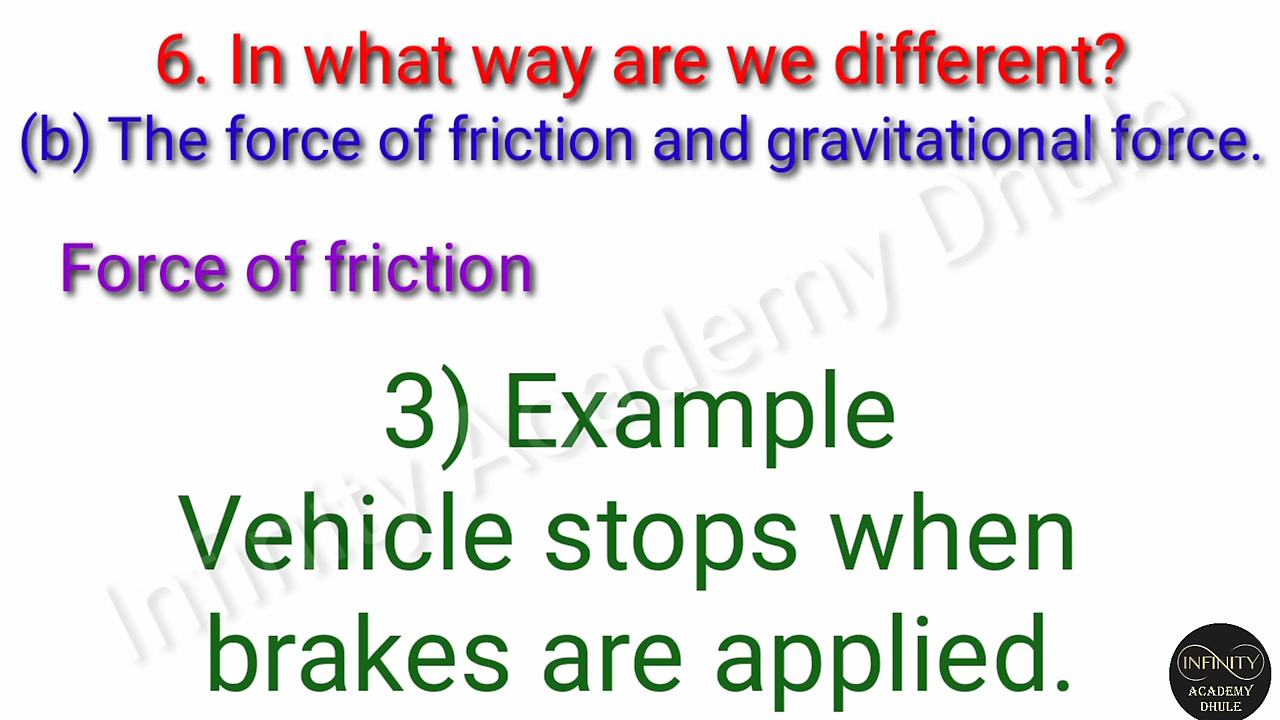 6. In what way are we different?
(b) The force of friction and gravitational force.
Force of friction
3) Example
Vehicle stops when
brakes are applied.
Infinity Academy Dhule
INFINITY
ACADEMY
DHULE